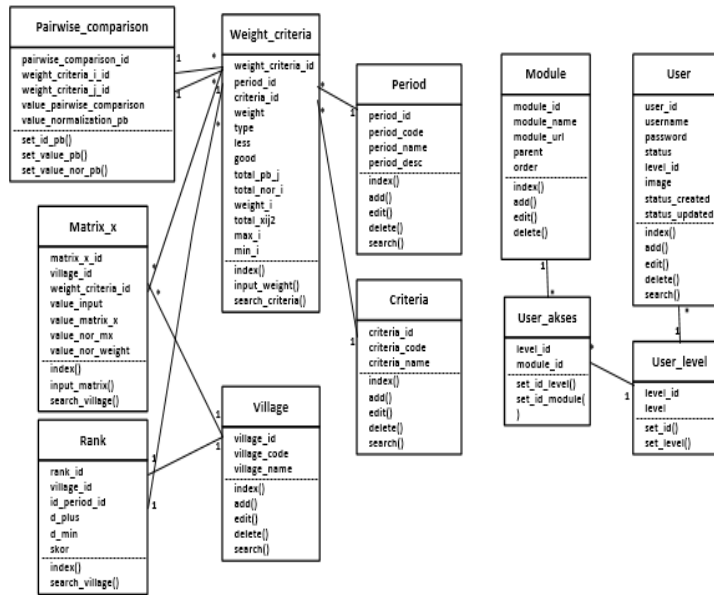 Pairwise_comparison
pairwise_comparison_id
weight_criteria_i_id
weight_criteria_j_id
value_pairwise_comparison
value_normalization_pb
set_id_pb()
set_value_pb()
set_value_nor_pb()
1
1
*
*
1
*
Weight_criteria
weight_criteria_id
period_id
criteria_id
weight
type
less
good
total_pb_j
total_nor_i
weight_i
total_xij2
max_i
min_i
index()
input_weight()
search_criteria()
*
*
1
1
Period
period_id
period_code
period_name
period_desc
index()
add()
edit()
delete()
search()
Criteria
criteria_id
criteria_code
criteria_name
index()
add()
edit()
delete()
search()
Matrix_x
matrix_x_id
village_id
weight_criteria_id
value_input
value_matrix_x
value_nor_mx
value_nor_weight
index()
input_matrix()
search_village()
*
*
Rank
rank_id
village_id
id_period_id
d_plus
d_min
skor
index()
search_village()
1
1
1
1
Village
village_id
village_code
village_name
index()
add()
edit()
delete()
search()
Module
module_id
module_name
module_url
parent
order
index()
add()
edit()
delete()
1
*
User_akses
level_id
module_id
set_id_level()
set_id_module(
)
*
1
User
user_id
username
password
status
level_id
image
status_created
status_updated
index()
add()
edit()
delete()
search()
*
1
User_level
level_id
level
set_id()
set_level()